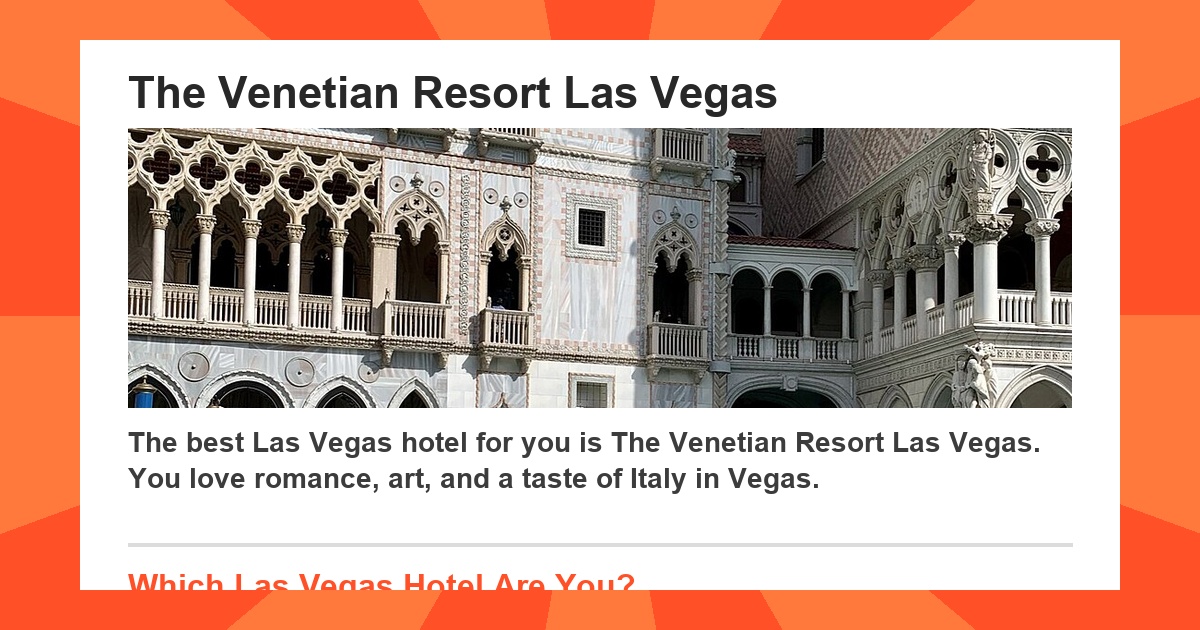 The Venetian Resort Las Vegas
The best Las Vegas hotel for you is The Venetian Resort Las Vegas.
You love romance, art, and a taste of Italy in Vegas.
Which Las Vegas Hotel Are You?